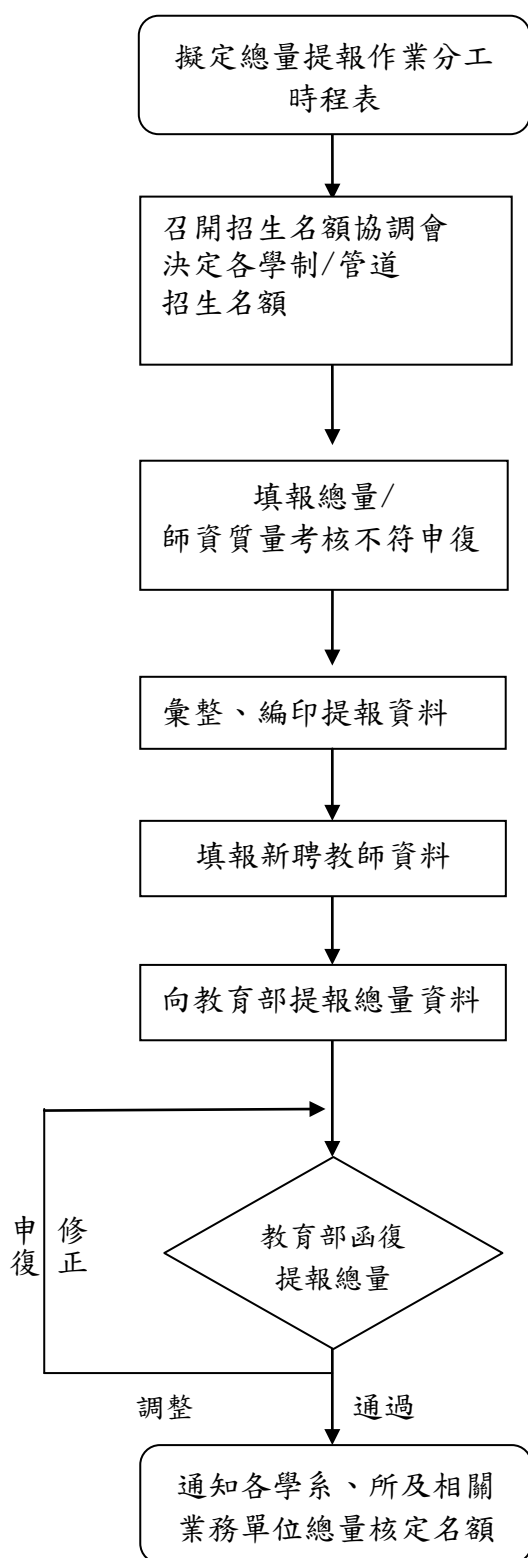 擬定總量提報作業分工
時程表
召開招生名額協調會
決定各學制/管道
招生名額
填報總量/
師資質量考核不符申復
彙整、編印提報資料
填報新聘教師資料
向教育部提報總量資料
教育部函復
提報總量
申復
修正
調整
通過
通知各學系、所及相關
業務單位總量核定名額